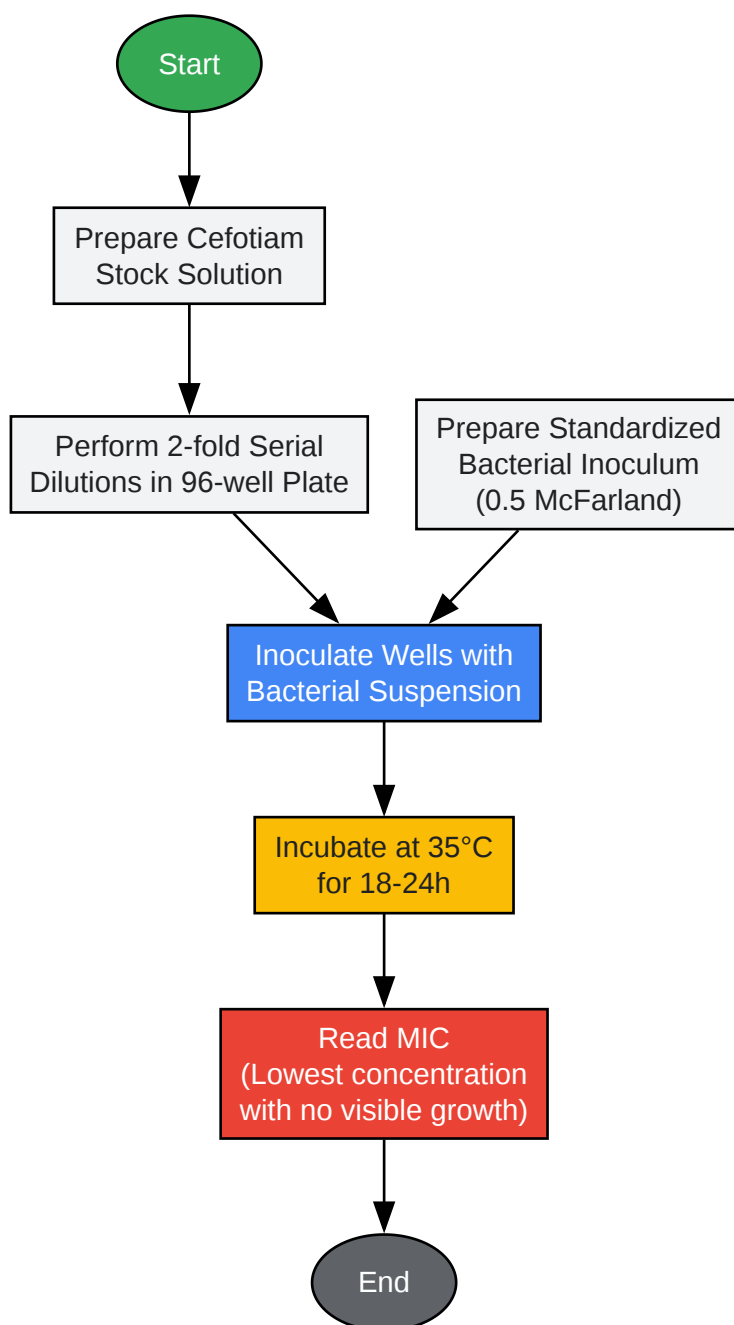 Start
Prepare Cefotiam
Stock Solution
Perform 2-fold Serial
Dilutions in 96-well Plate
Prepare Standardized
Bacterial Inoculum
(0.5 McFarland)
Inoculate Wells with
Bacterial Suspension
Incubate at 35°C
for 18-24h
Read MIC
(Lowest concentration
with no visible growth)
End